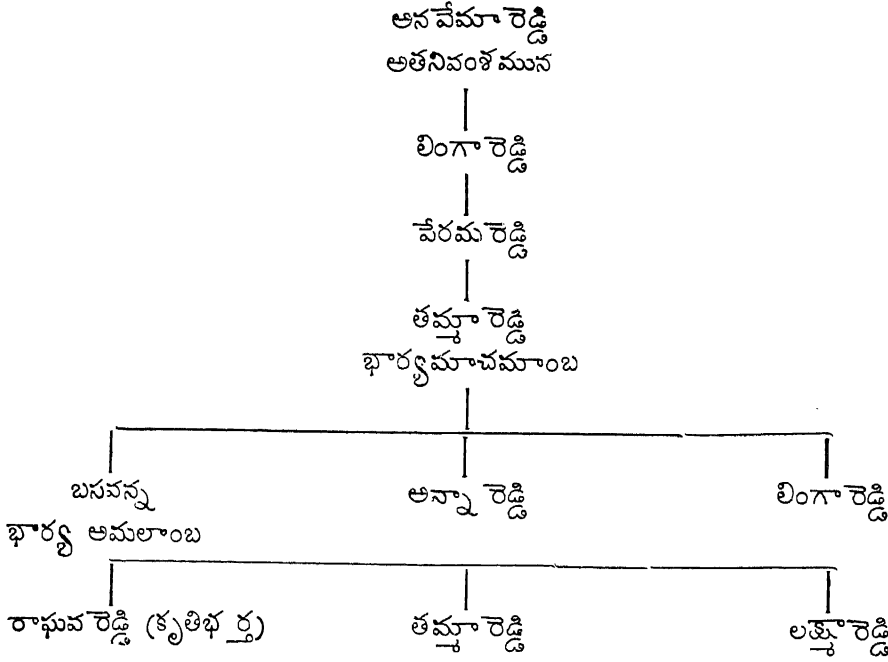 అనవేమా రెడ్డి
అతనివంశమున
లింగా రెడ్డి
వేరమ రెడ్డి
తమ్మా రెడ్డి
భార్యమాచమాంబ
బసవన్న అన్నా రెడ్డి లింగా రెడ్డి
భార్య అమలాంబ
రాఘవ రెడ్డి (కృతిభర్త) తమ్మా రెడ్డి లక్ష్మా రెడ్డి